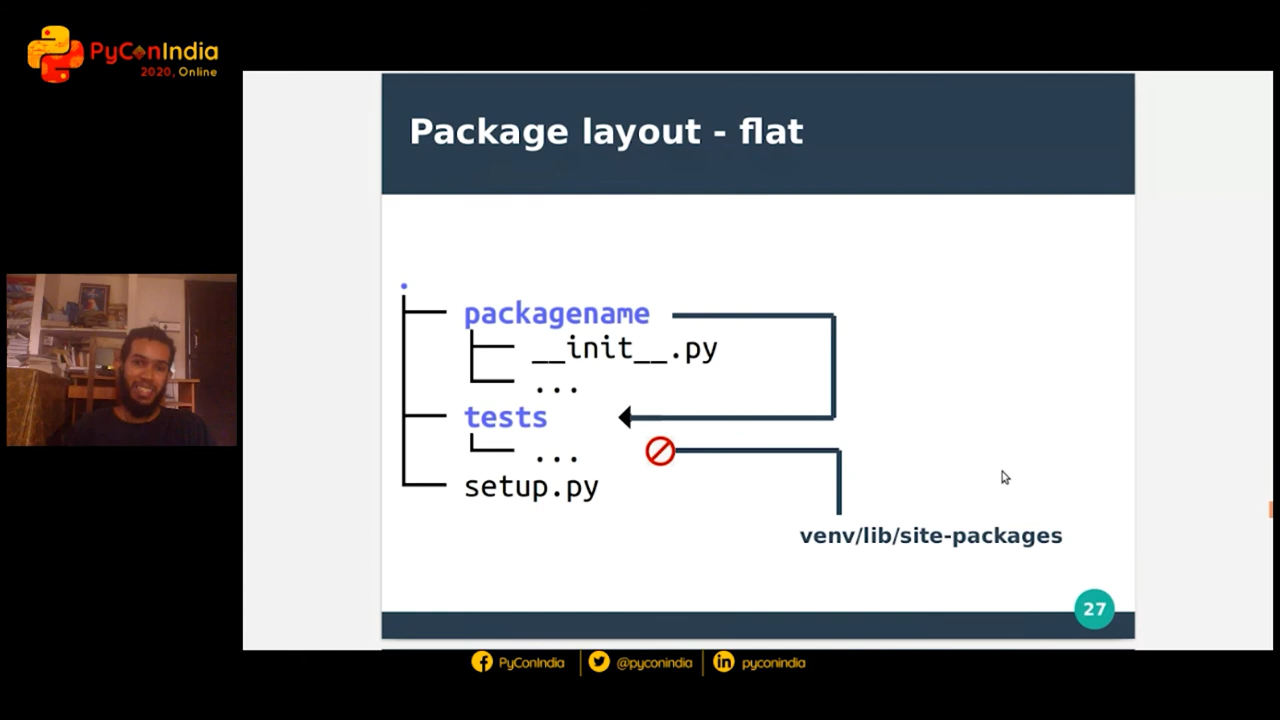 PyConIndia
2020, Online
Package layout - flat
.
packagename
__init__.py
...
tests
...
setup.py
venv/lib/site-packages
27
PyConIndia
@pyconindia
pyconindia